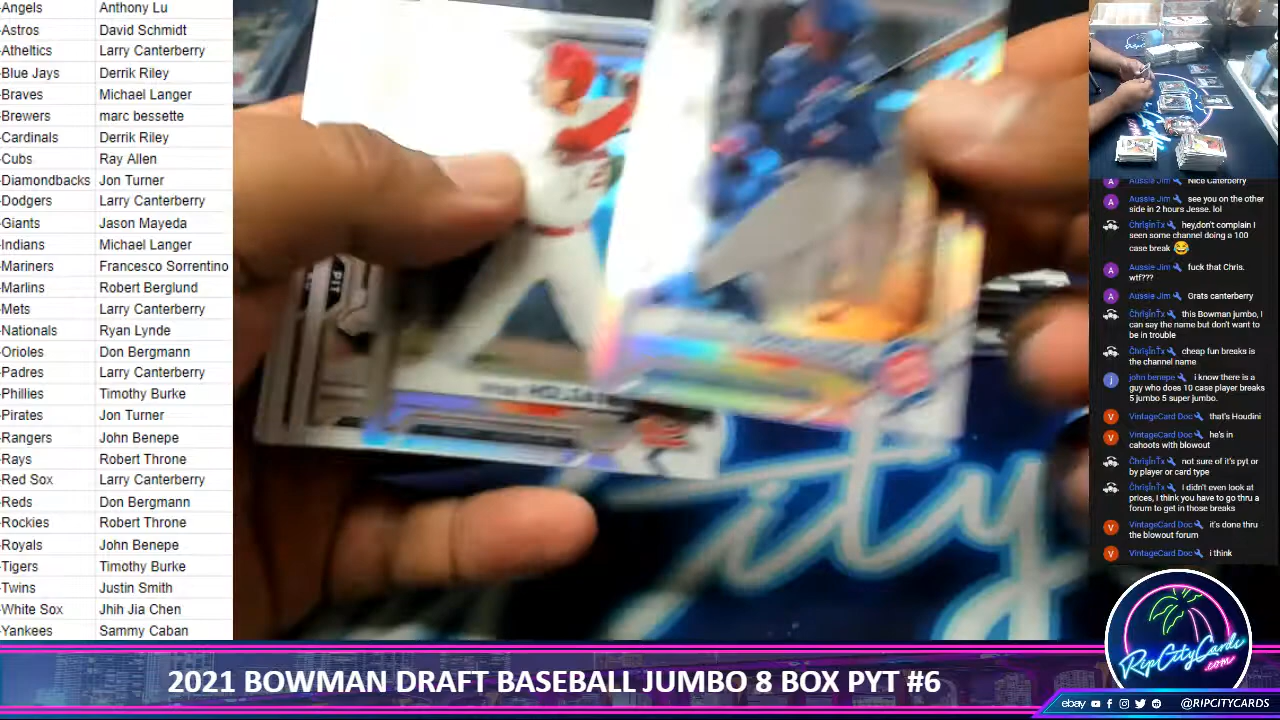 -Angels Anthony Lu
-Astros David Schmidt
-Atheltics Larry Canterberry
-Blue Jays Derrik Riley
-Braves Michael Langer
-Brewers marc bessette
-Cardinals Derrik Riley
-Cubs Ray Allen
-Diamondbacks Jon Turner
-Dodgers Larry Canterberry
-Giants Jason Mayeda
-Indians Michael Langer
-Mariners Francesco Sorrentino
-Marlins Robert Berglund
-Mets Larry Canterberry
-Nationals Ryan Lynde
-Orioles Don Bergmann
-Padres Larry Canterberry
-Phillies Timothy Burke
-Pirates Jon Turner
-Rangers John Benepe
-Rays Robert Throne
-Red Sox Larry Canterberry
-Reds Don Bergmann
-Rockies Robert Throne
-Royals John Benepe
-Tigers Timothy Burke
-Twins Justin Smith
-White Sox Jhih Jia Chen
-Yankees Sammy Caban
PIT
ity
A Aussie Jim Nice Caterberry
A Aussie Jim see you on the other
side in 2 hours Jesse. lol
hey,don't complain I
seen some channel doing a 100
case break 😂
A Aussie Jim fuck that Chris.
wtf???
A Aussie Jim Grats canterberry
this Bowman jumbo, I
can say the name but don't want to
be in trouble
cheap fun breaks is
the channel name
j john benepe i know there is a
guy who does 10 case player breaks
5 jumbo 5 super jumbo.
V VintageCard Doc that's Houdini
V VintageCard Doc he's in
cahoots with blowout
not sure of it's pyt or
by player or card type
I didn't even look at
prices, I think you have to go thru a
forum to get in those breaks
V VintageCard Doc it's done thru
the blowout forum
V VintageCard Doc i think
RipCityCards
.com
2021 BOWMAN DRAFT BASEBALL JUMBO 8 BOX PYT #6
ebay @RIPCITYCARDS